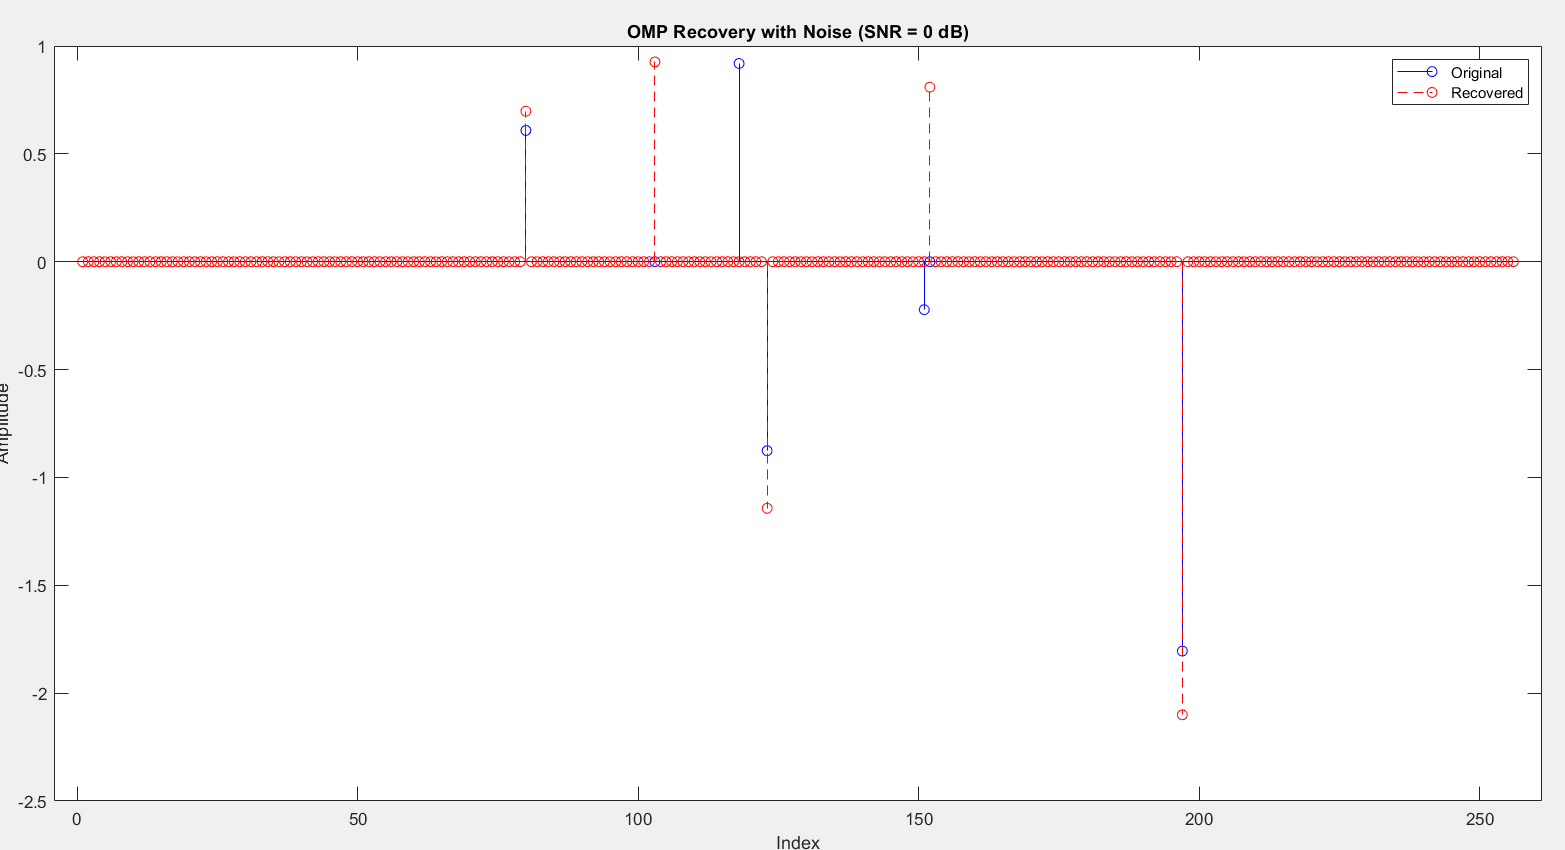 OMP Recovery with Noise (SNR = 0 dB)
Original
Recovered
1
0.5
0
-0.5
-1
-1.5
-2
-2.5
Amplitude
0 50 100 150 200 250
Index